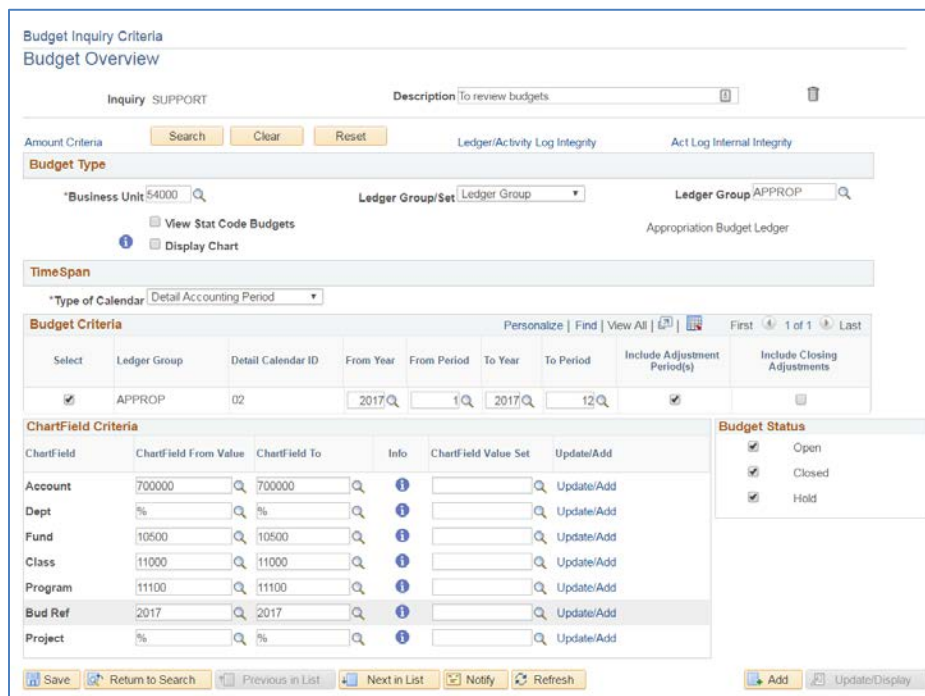 Budget Inquiry Criteria
Budget Overview
Inquiry SUPPORT Description To review budgets
Amount Criteria Search Clear Reset Ledger/Activity Log Integrity Act Log Internal Integrity
Budget Type
*Business Unit 54000 Ledger Group/Set Ledger Group Ledger Group APPROP
View Stat Code Budgets Appropriation Budget Ledger
Display Chart
TimeSpan
*Type of Calendar Detail Accounting Period
Budget Criteria Personalize | Find | View All | | First 1 of 1 Last
Select Ledger Group Detail Calendar ID From Year From Period To Year To Period Include Adjustment Period(s) Include Closing Adjustments
APPROP 02 2017 1 2017 12
ChartField Criteria Budget Status
ChartField ChartField From Value ChartField To Info ChartField Value Set Update/Add Open
Closed
Account 700000 700000 Update/Add Hold
Dept % % Update/Add
Fund 10500 10500 Update/Add
Class 11000 11000 Update/Add
Program 11100 11100 Update/Add
Bud Ref 2017 2017 Update/Add
Project % % Update/Add
Save Return to Search Previous in List Next in List Notify Refresh Add Update/Display